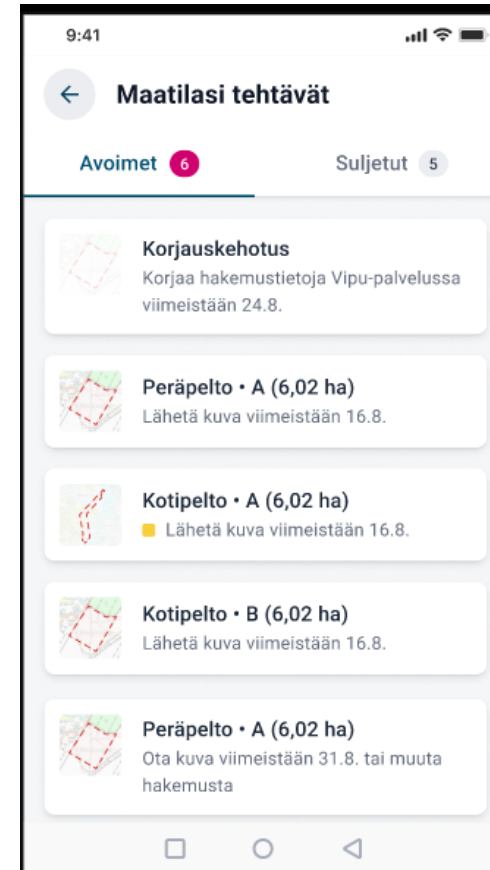 9:41
Maatilasi tehtävät
Avoimet 6
Suljetut 5
Korjauskehotus
Korjaa hakemustietoja Vipu-palvelussa
viimeistään 24.8.
Peräpelto • A (6,02 ha)
Lähetä kuva viimeistään 16.8.
Kotipelto • A (6,02 ha)
Lähetä kuva viimeistään 16.8.
Kotipelto • B (6,02 ha)
Lähetä kuva viimeistään 16.8.
Peräpelto • A (6,02 ha)
Ota kuva viimeistään 31.8. tai muuta
hakemusta